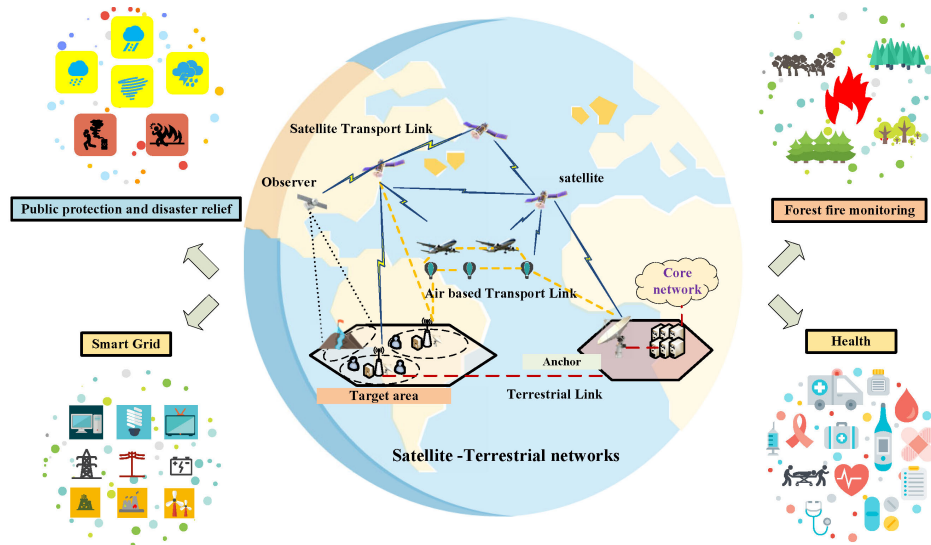 Satellite Transport Link
Observer
satellite
Public protection and disaster relief
Forest fire monitoring
Air based Transport Link
Core
network
Smart Grid
Anchor
Health
Target area
Terrestrial Link
Satellite -Terrestrial networks